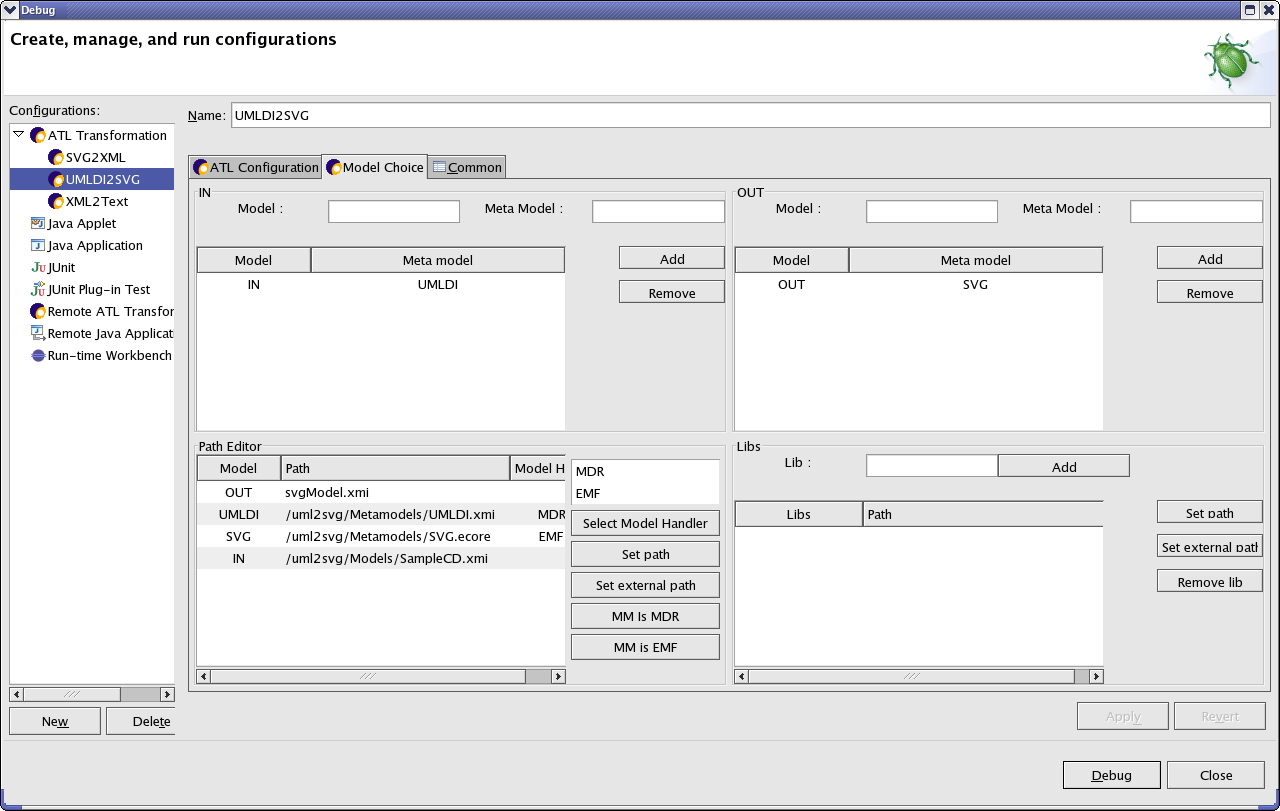 Debug
Create, manage, and run configurations
Configurations:
Name: UMLDI2SVG
ATL Transformation
SVG2XML
UMLDI2SVG
XML2Text
Java Applet
Java Application
JUnit
JUnit Plug-in Test
Remote ATL Transfor
Remote Java Applicati
Run-time Workbench
New Delete
ATL Configuration Model Choice Common
IN
Model : Meta Model :
Model Meta model Add
IN UMLDI
Remove
OUT
Model : Meta Model :
Model Meta model Add
OUT SVG
Remove
Path Editor
Model Path Model H
OUT svgModel.xmi
UMLDI /uml2svg/Metamodels/UMLDI.xmi MDR
SVG /uml2svg/Metamodels/SVG.ecore EMF
IN /uml2svg/Models/SampleCD.xmi
MDR
EMF
Select Model Handler
Set path
Set external path
MM Is MDR
MM is EMF
Libs
Lib : Add
Libs Path
Set path
Set external path
Remove lib
Apply Revert
Debug Close